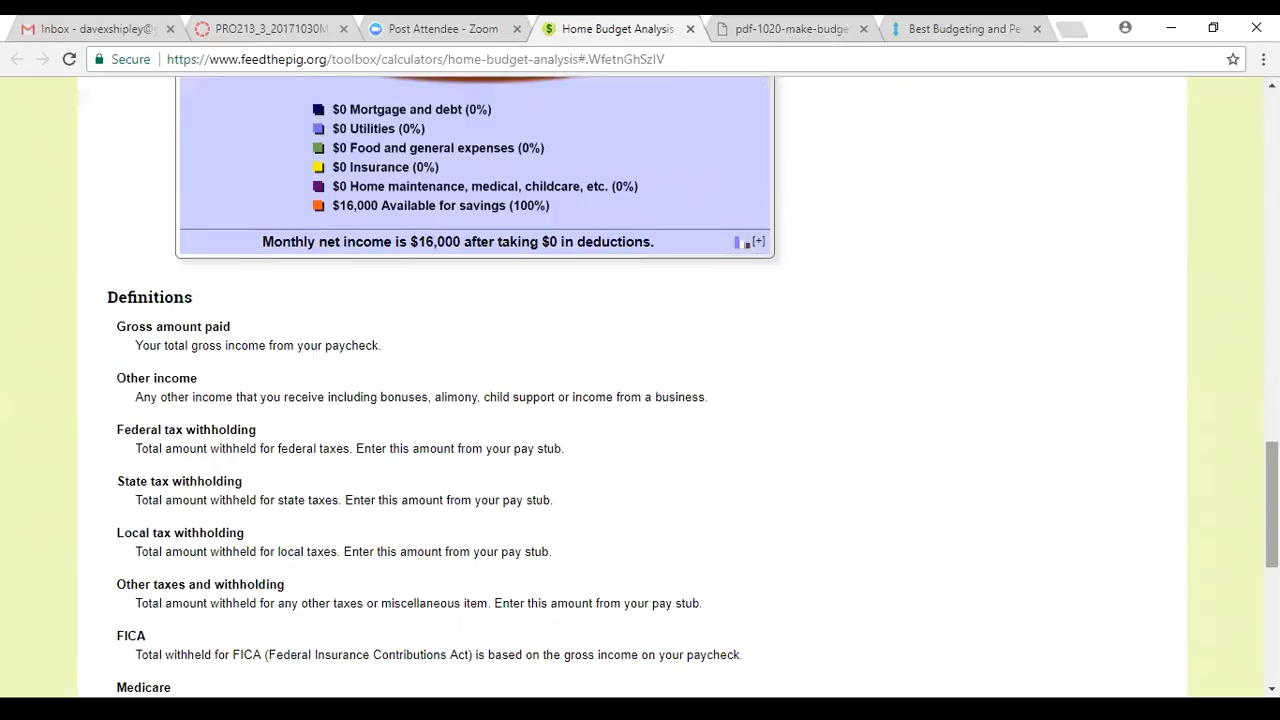 Inbox - davexshipley@
PRO213_3_20171030M
Post Attendee - Zoom
Home Budget Analysis
pdf-1020-make-budge
Best Budgeting and Pe
Secure
https://www.feedthepig.org/toolbox/calculators/home-budget-analysis#.WfetnGhSzIV
$0 Mortgage and debt (0%)
$0 Utilities (0%)
$0 Food and general expenses (0%)
$0 Insurance (0%)
$0 Home maintenance, medical, childcare, etc. (0%)
$16,000 Available for savings (100%)
Monthly net income is $16,000 after taking $0 in deductions.
[+]
Definitions
Gross amount paid
Your total gross income from your paycheck.
Other income
Any other income that you receive including bonuses, alimony, child support or income from a business.
Federal tax withholding
Total amount withheld for federal taxes. Enter this amount from your pay stub.
State tax withholding
Total amount withheld for state taxes. Enter this amount from your pay stub.
Local tax withholding
Total amount withheld for local taxes. Enter this amount from your pay stub.
Other taxes and withholding
Total amount withheld for any other taxes or miscellaneous item. Enter this amount from your pay stub.
FICA
Total withheld for FICA (Federal Insurance Contributions Act) is based on the gross income on your paycheck.
Medicare